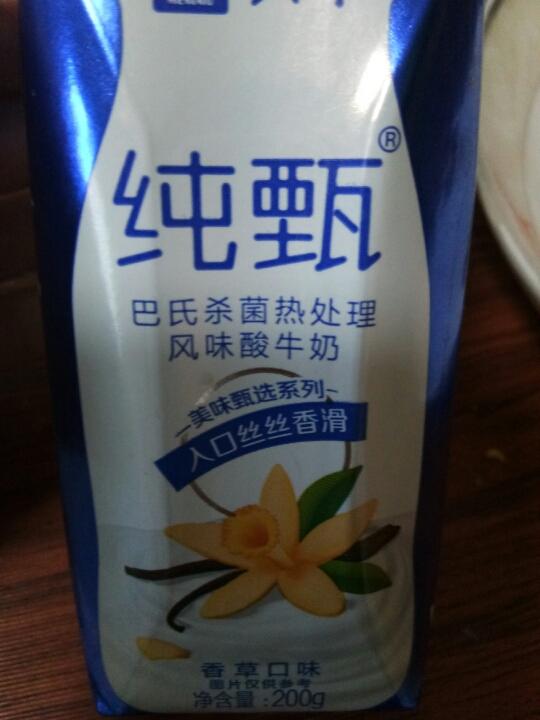 纯甄®
巴氏杀菌热处理
风味酸牛奶
美味甄选系列
入口丝丝香滑
香草口味
图片仅供参考
净含量:200g